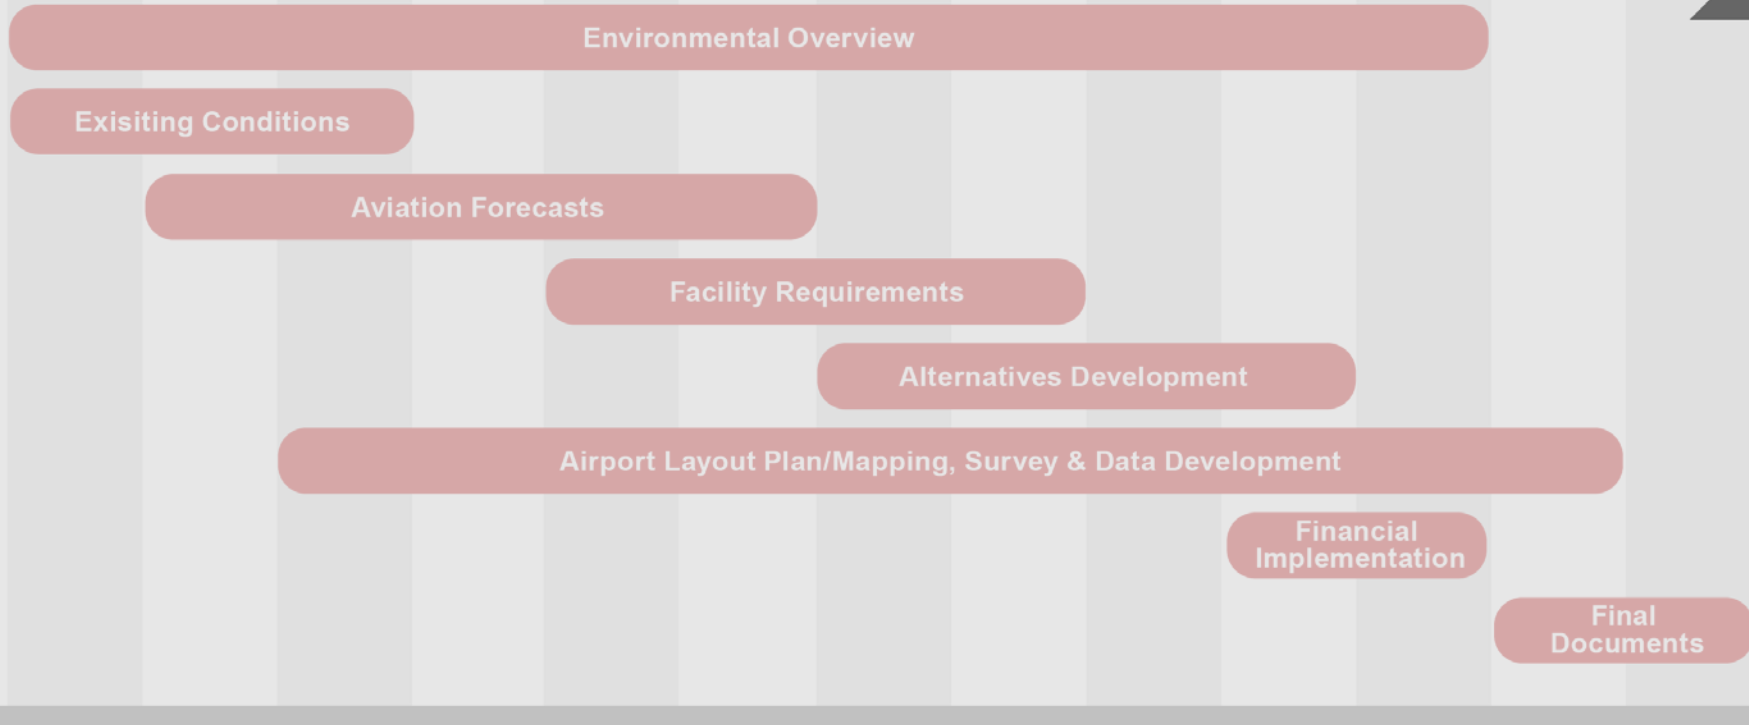 Environmental Overview
Exisiting Conditions
Aviation Forecasts
Facility Requirements
Alternatives Development
Airport Layout Plan/Mapping, Survey & Data Development
Financial
Implementation
Final
Documents